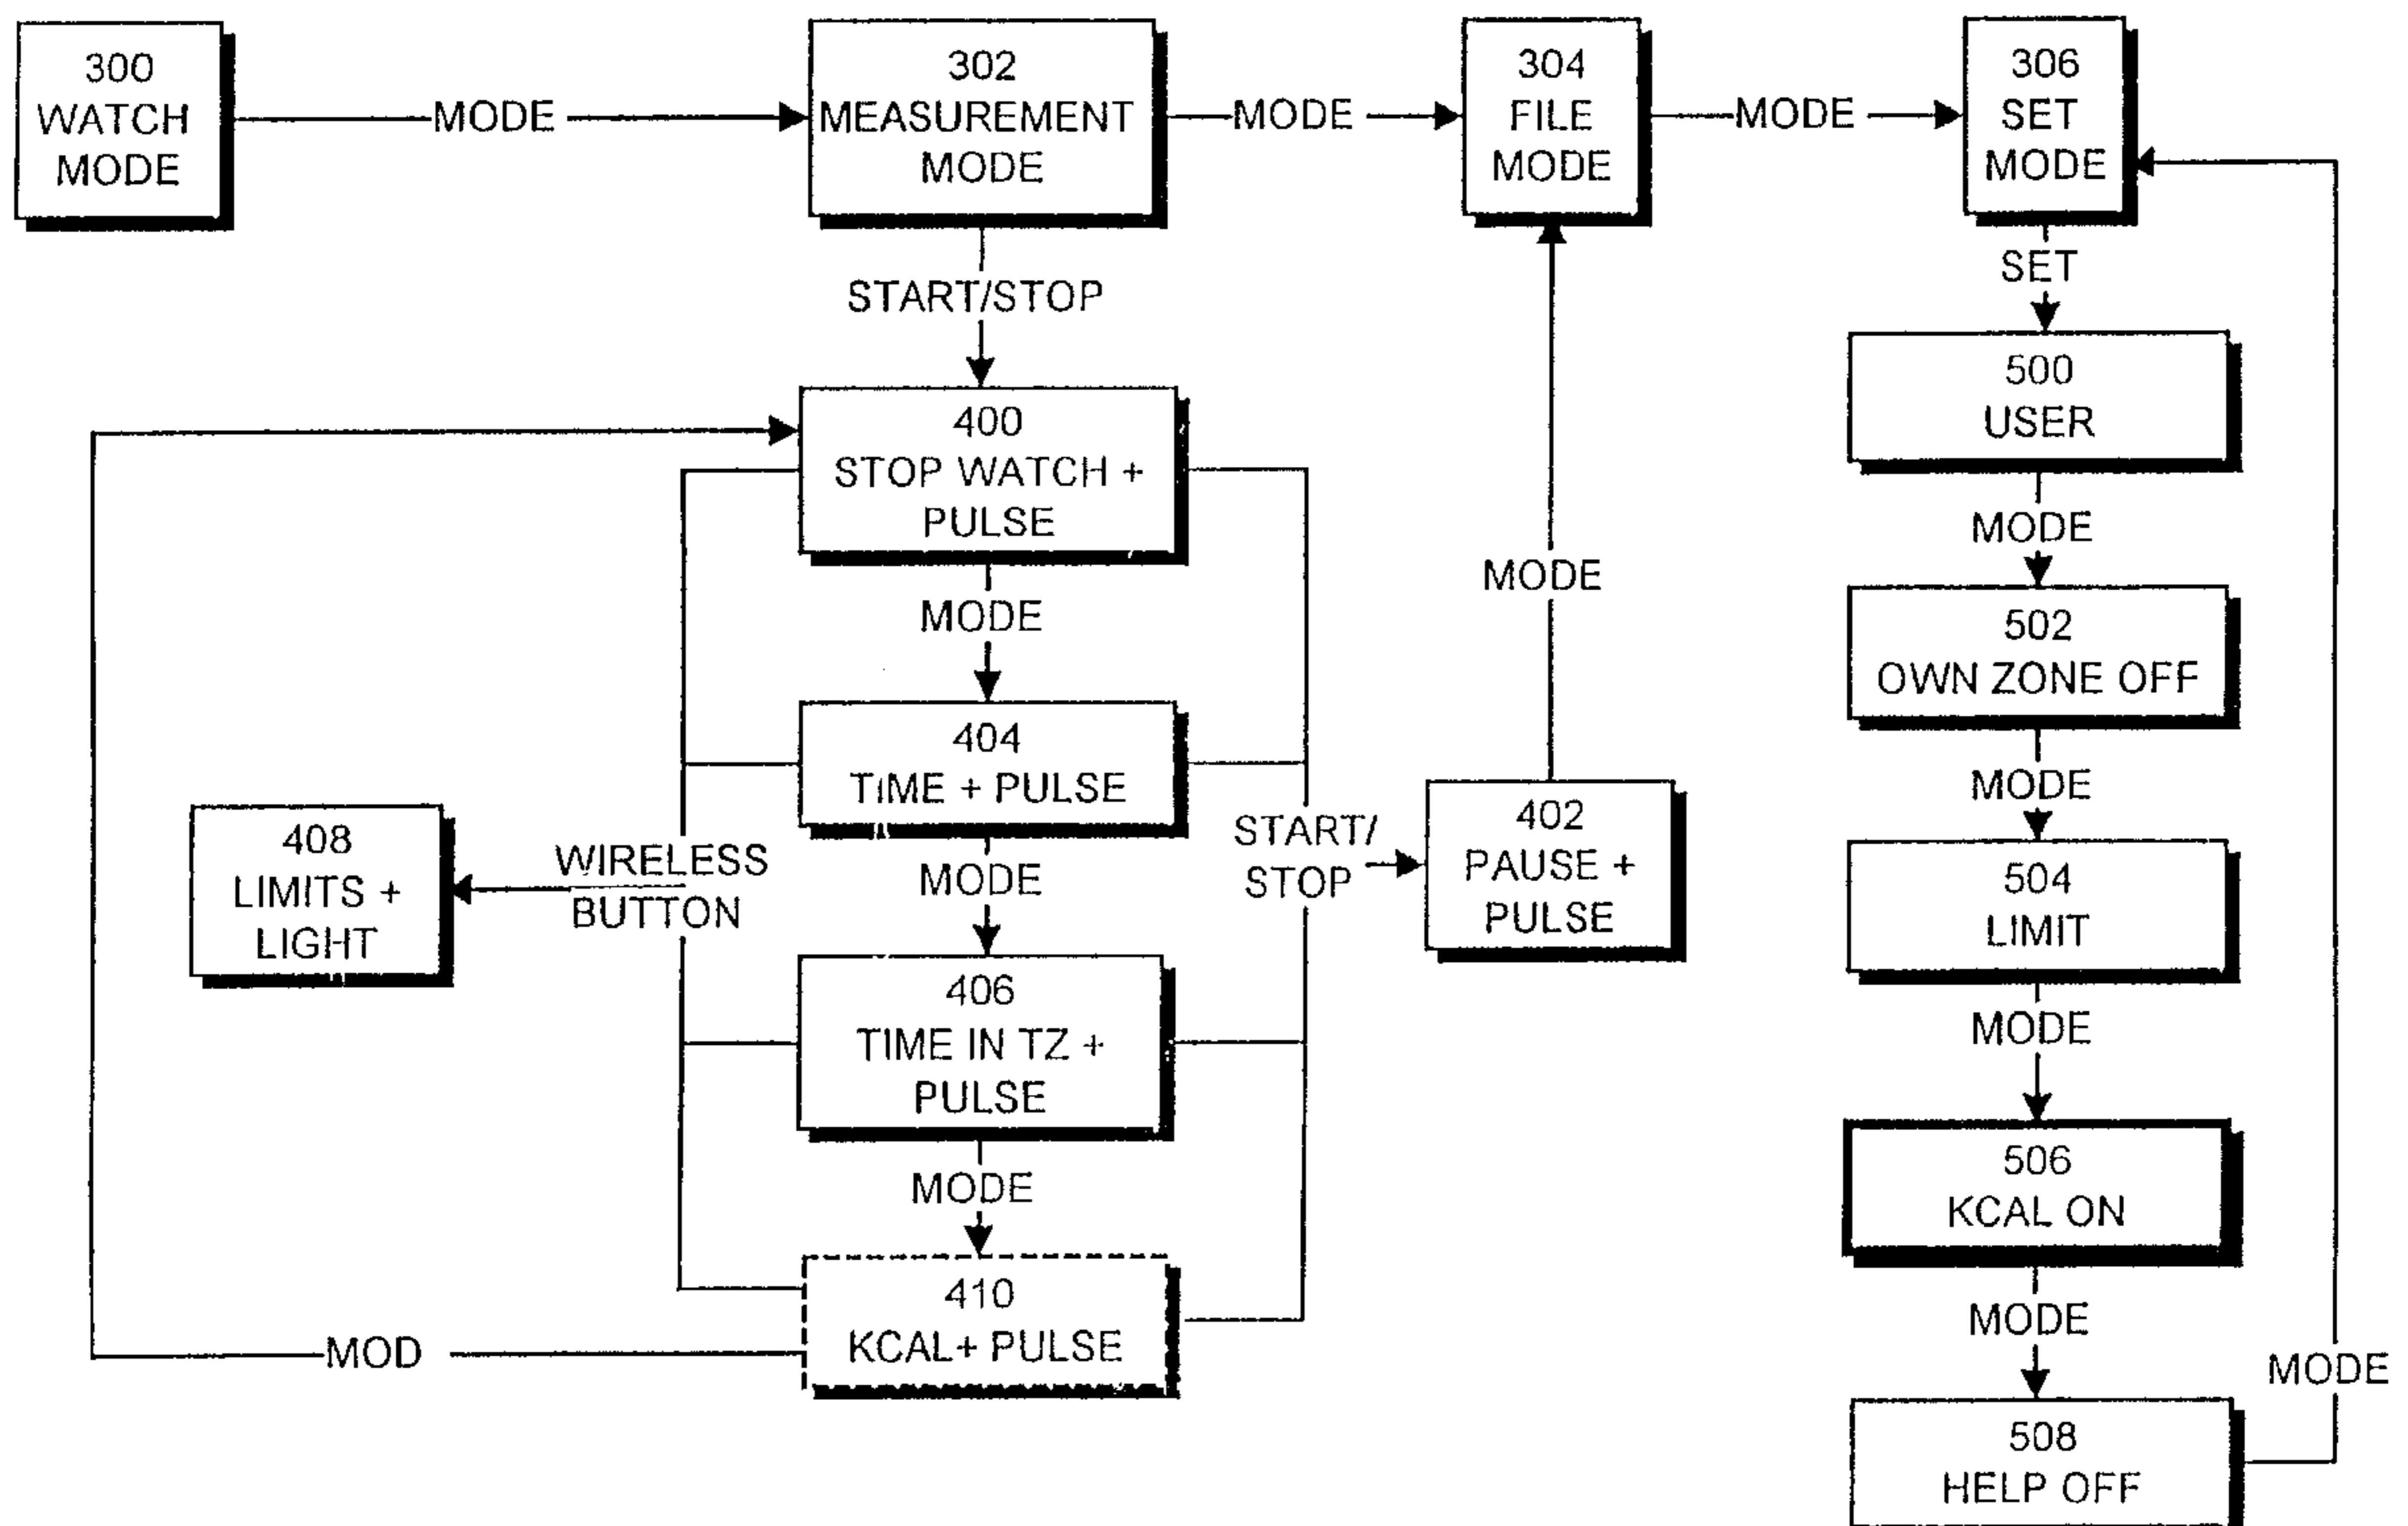 300
WATCH
MODE
MODE
302
MEASUREMENT
MODE
MODE
304
FILE
MODE
MODE
306
SET
MODE
START/STOP
SET
400
STOP WATCH +
PULSE
500
USER
MODE
MODE
MODE
502
OWN ZONE OFF
404
TIME + PULSE
MODE
408
LIMITS +
LIGHT
WIRELESS
BUTTON
MODE
START/
STOP
402
PAUSE +
PULSE
504
LIMIT
406
TIME IN TZ +
PULSE
MODE
MODE
506
KCAL ON
410
KCAL+ PULSE
MOD
MODE
MODE
508
HELP OFF